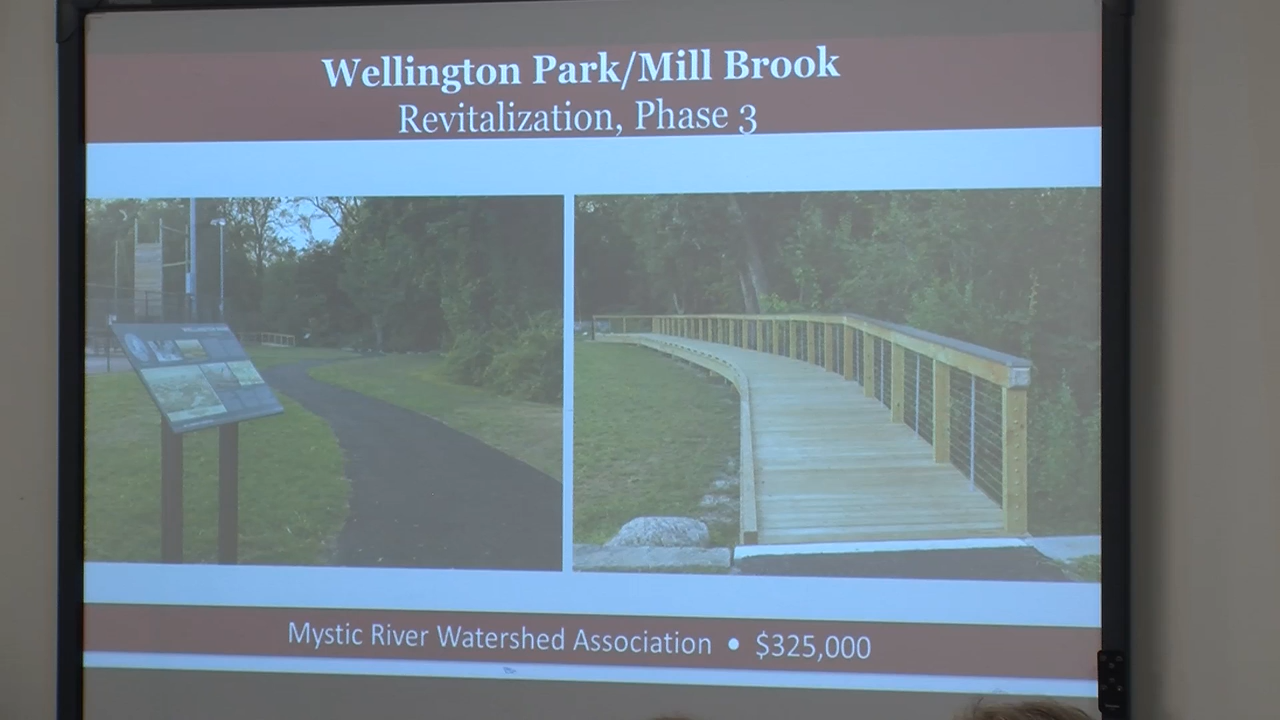 Wellington Park/Mill Brook
Revitalization, Phase 3
Mystic River Watershed Association • $325,000